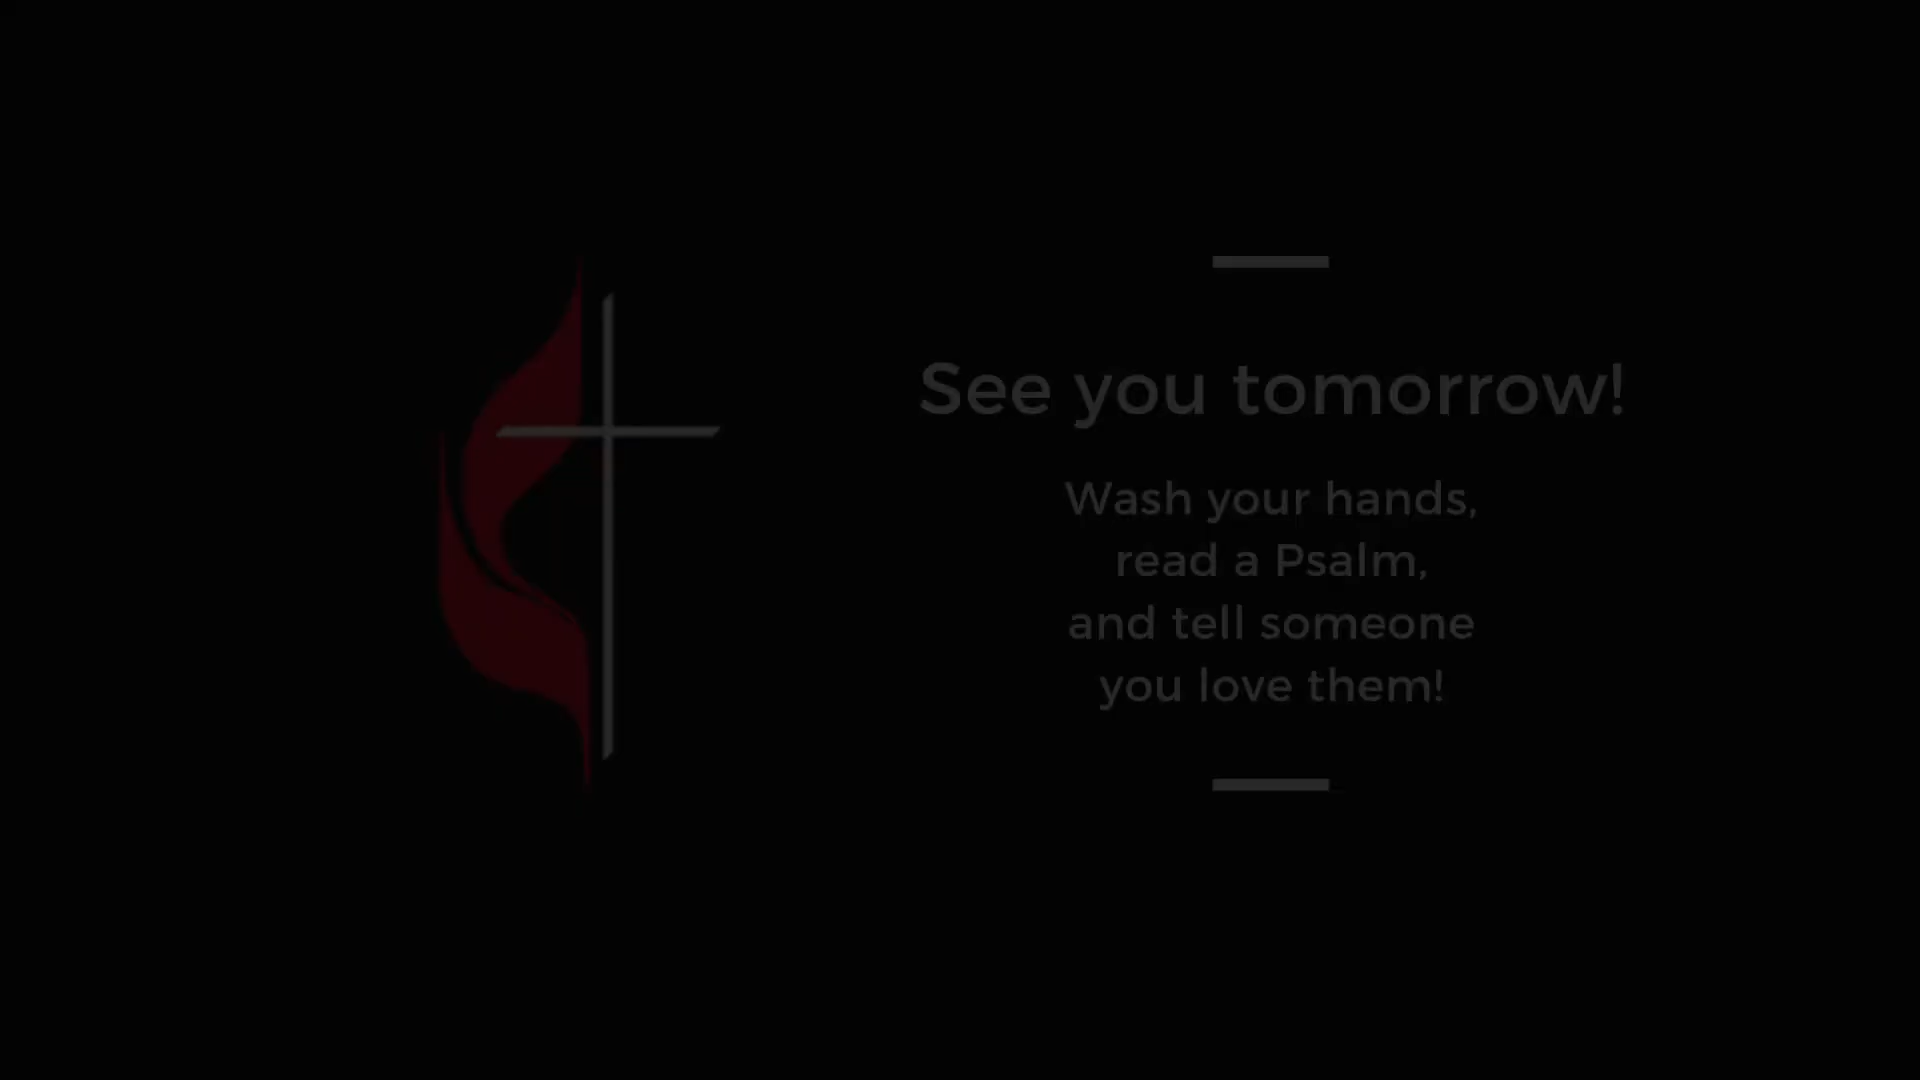 See you tomorrow!
Wash your hands,
read a Psalm,
and tell someone
you love them!